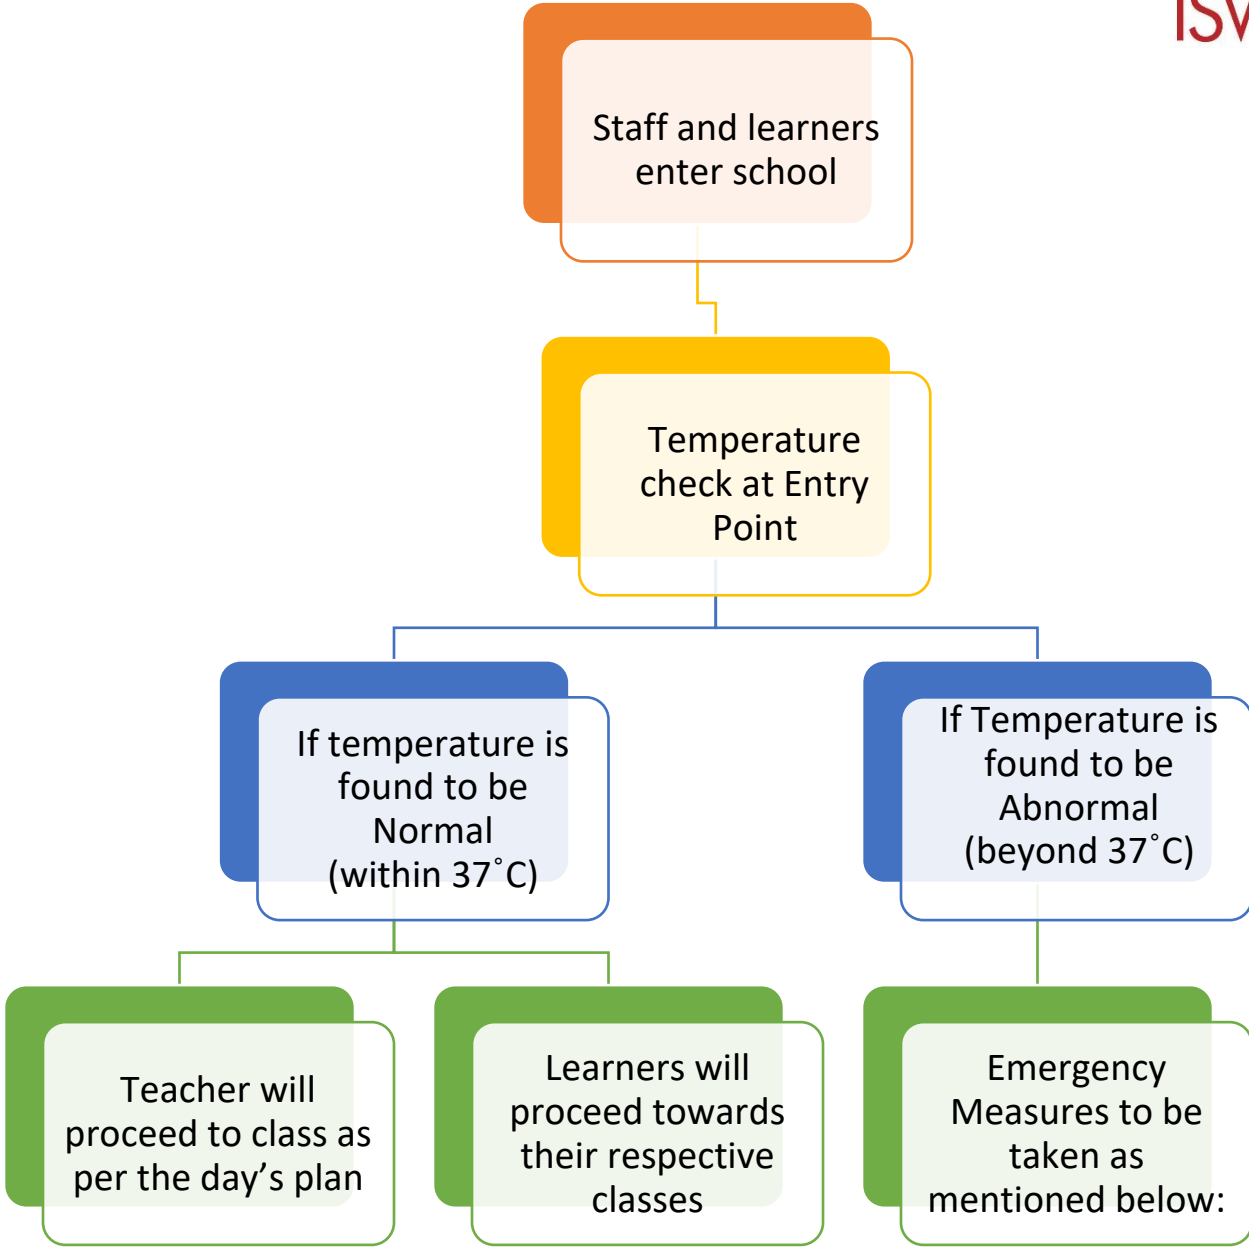 ISW
Staff and learners
enter school
Temperature
check at Entry
Point
If temperature is
found to be
Normal
(within 37˚C)
If Temperature is
found to be
Abnormal
(beyond 37˚C)
Teacher will
proceed to class as
per the day’s plan
Learners will
proceed towards
their respective
classes
Emergency
Measures to be
taken as
mentioned below: